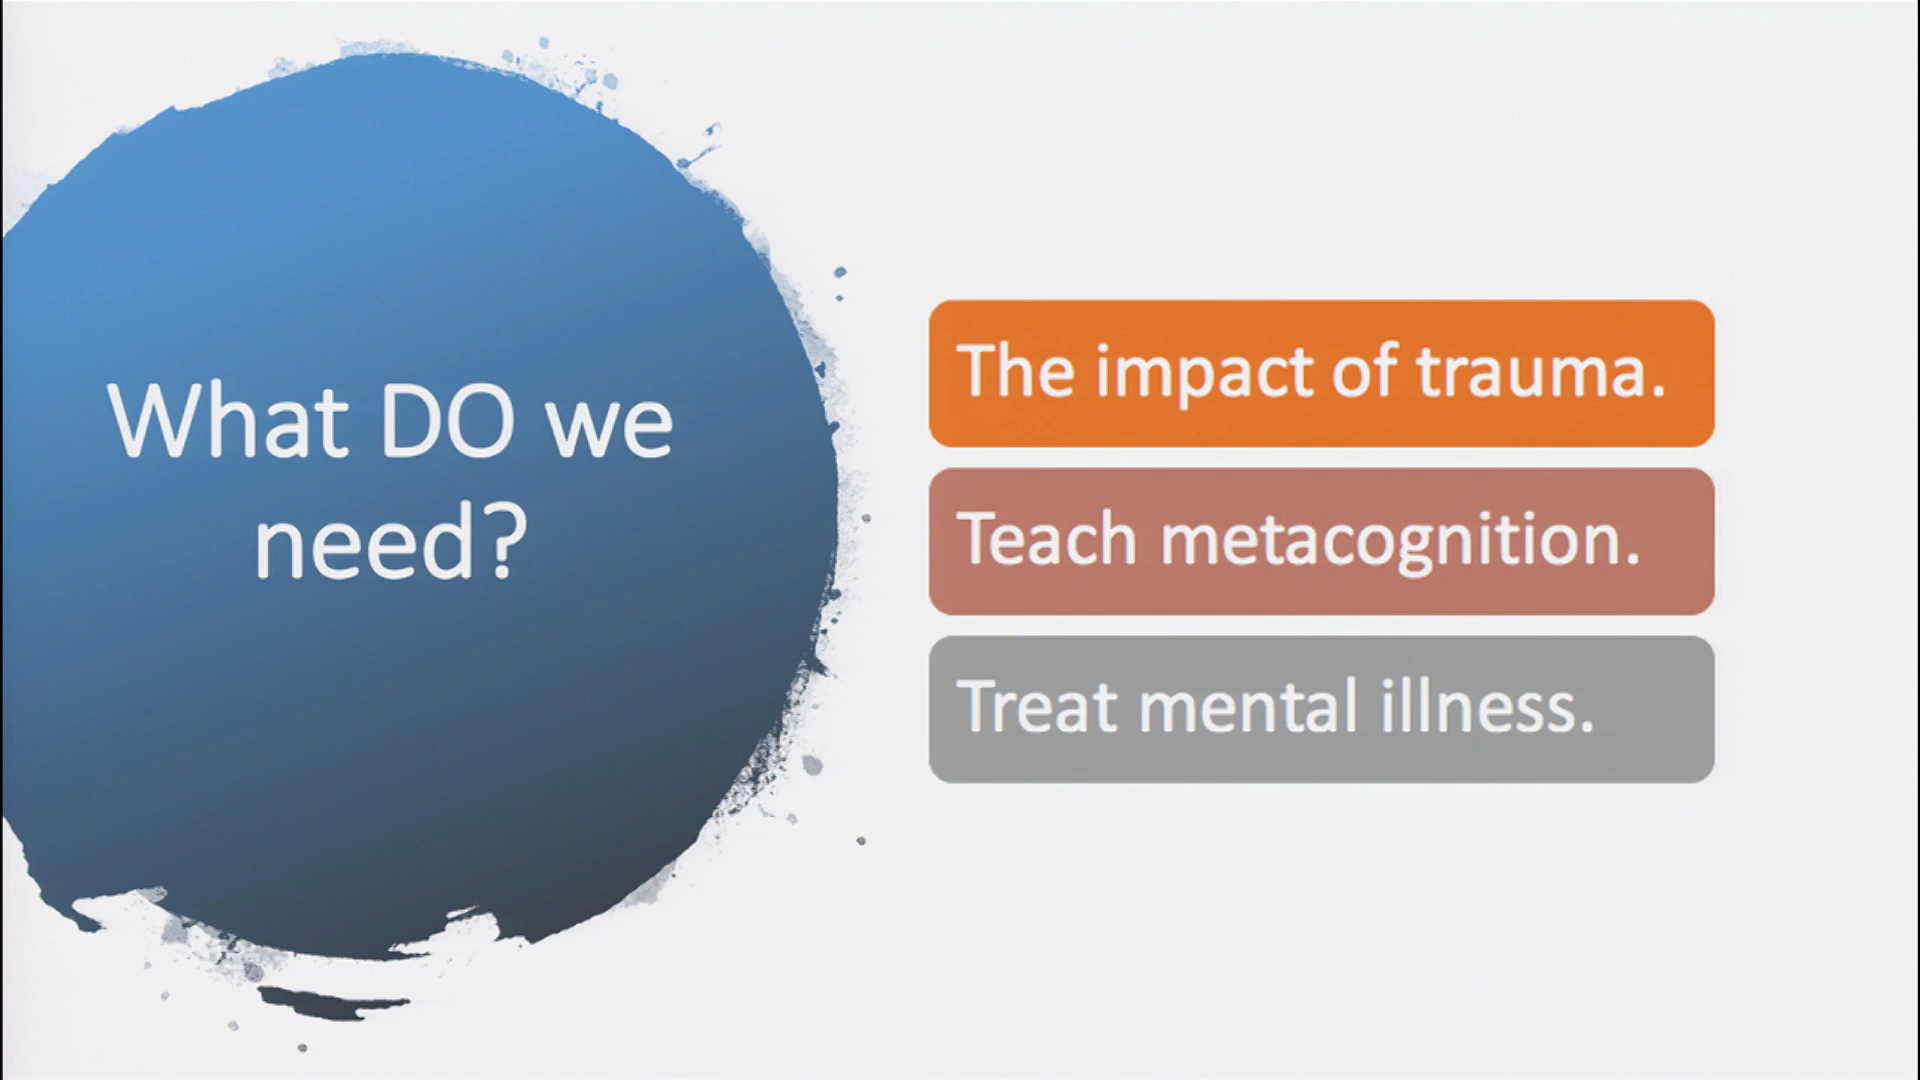 What DO we
need?
The impact of trauma.
Teach metacognition.
Treat mental illness.